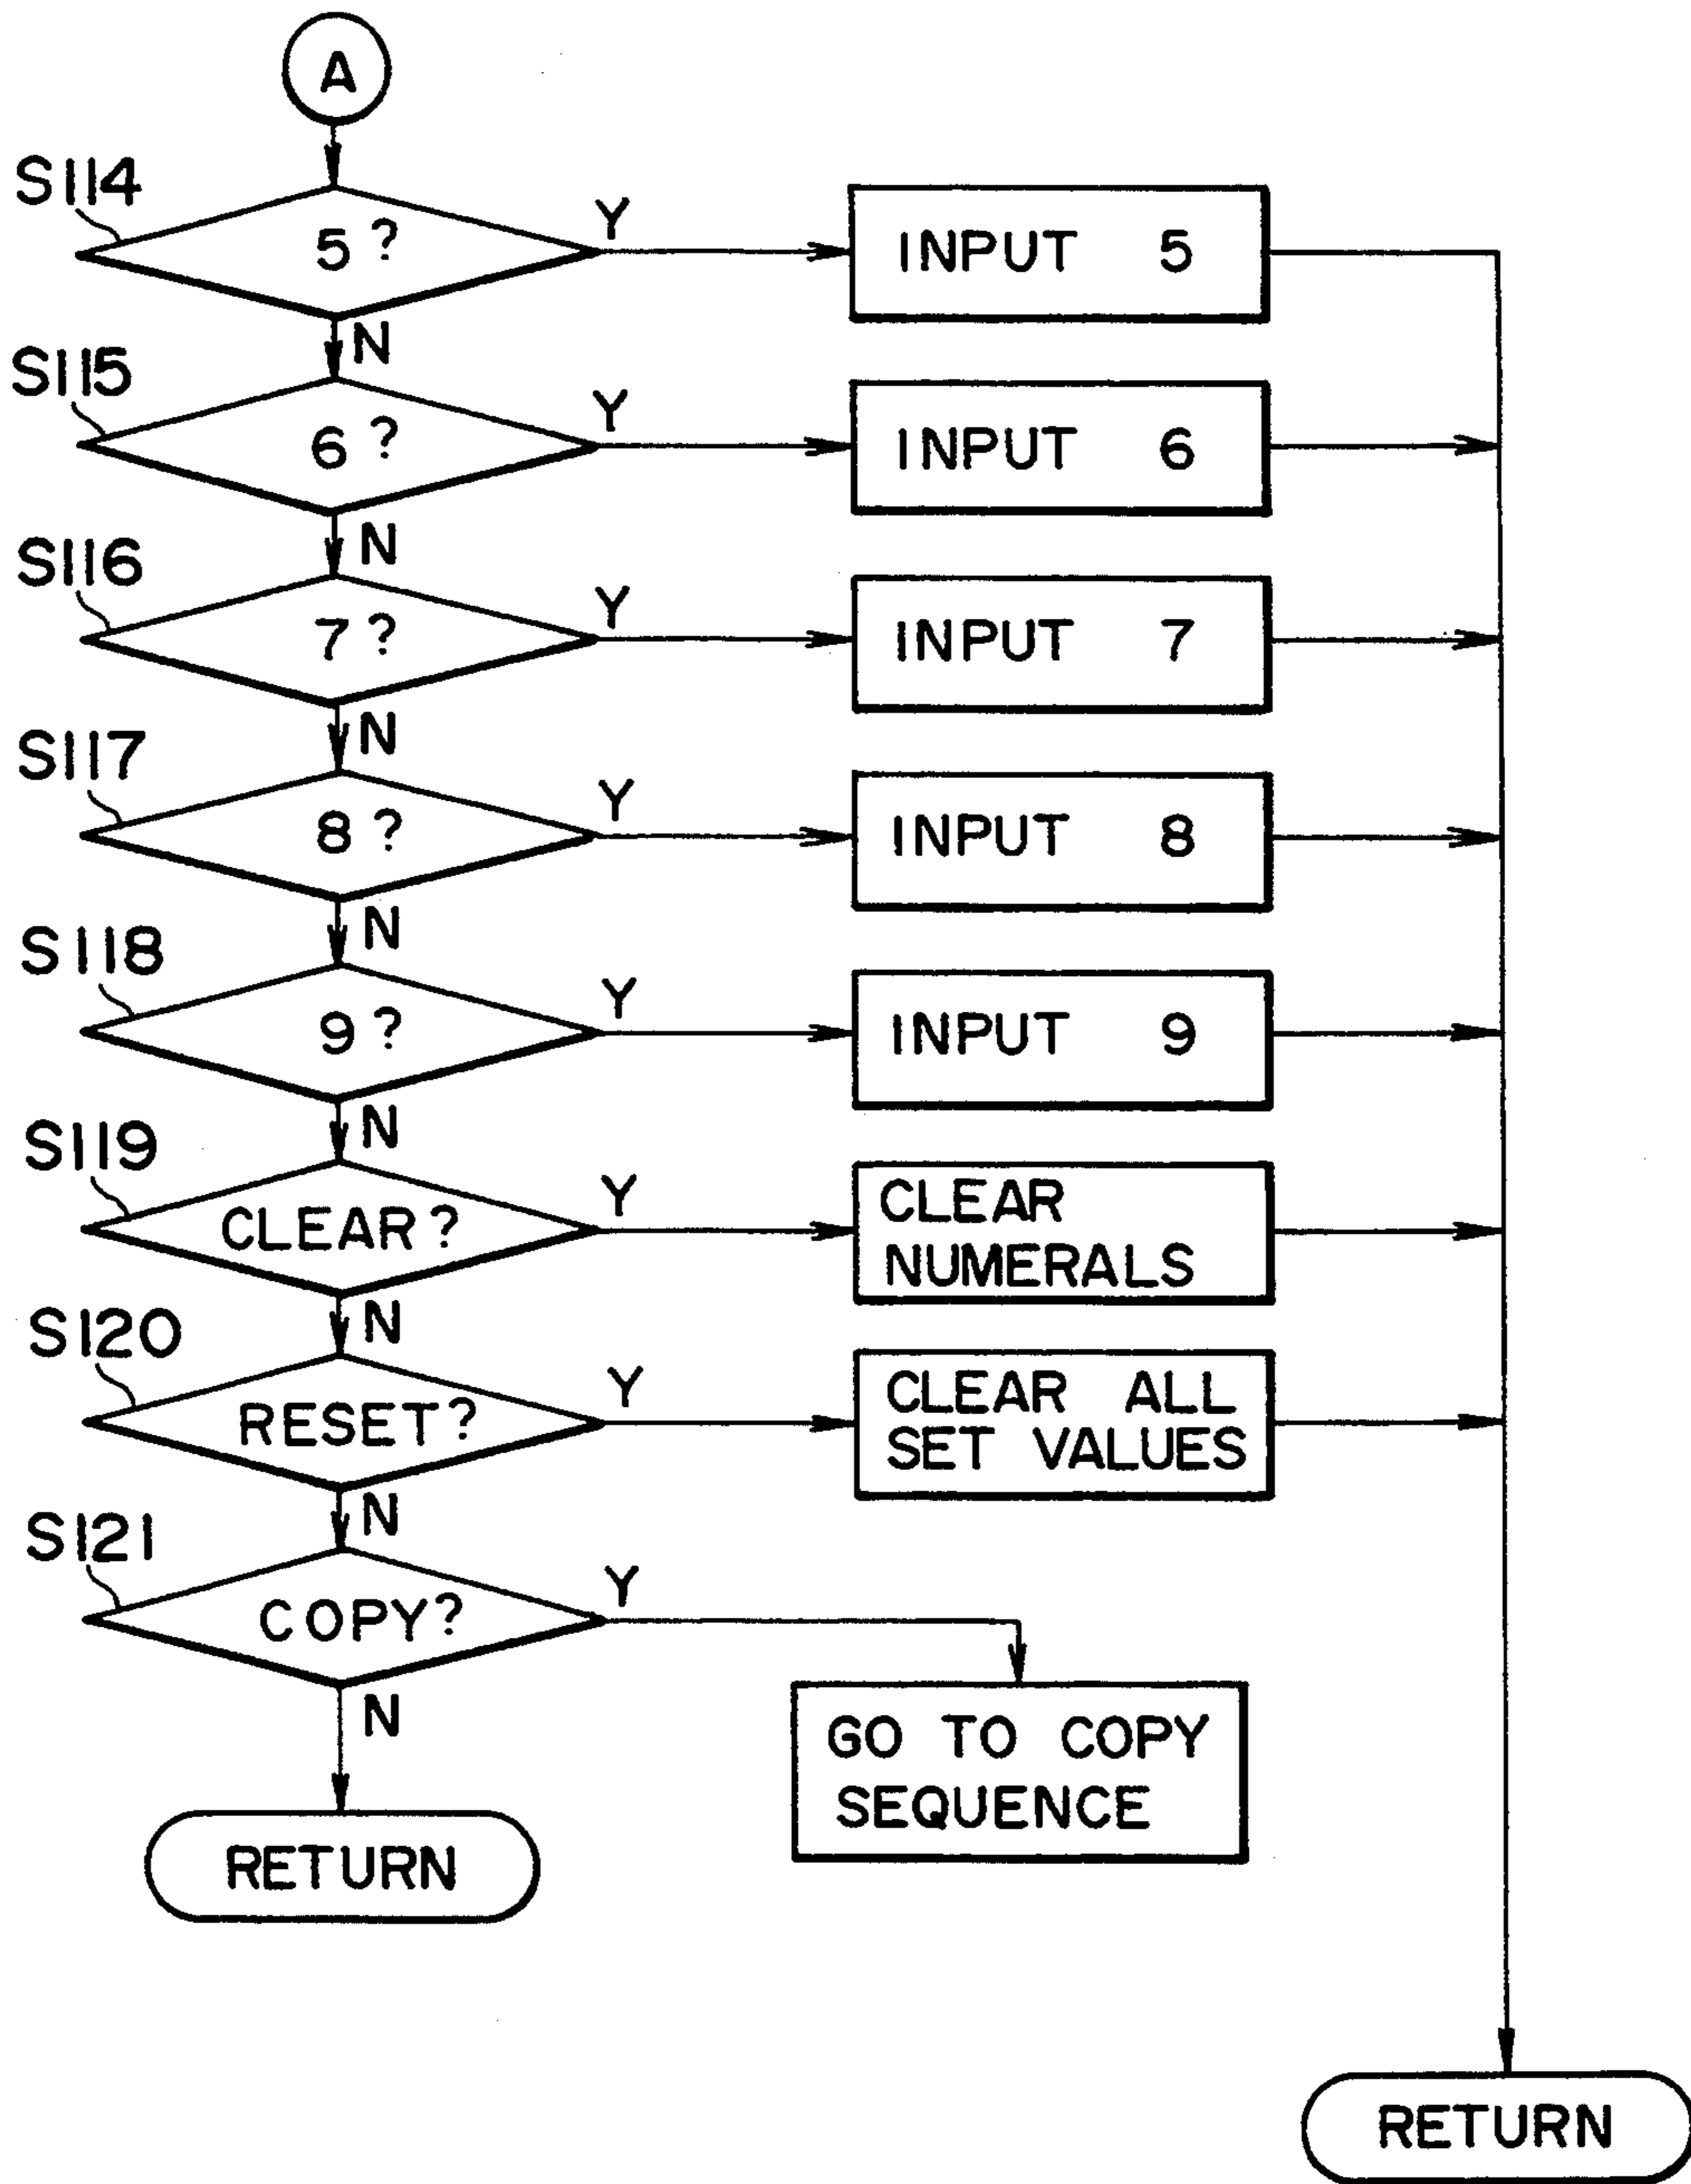 A
S114
5?
Y
INPUT 5
N
S115
6?
Y
INPUT 6
N
S116
7?
Y
INPUT 7
N
S117
8?
Y
INPUT 8
N
S118
9?
Y
INPUT 9
N
S119
CLEAR?
Y
CLEAR
NUMERALS
N
S120
RESET?
Y
CLEAR ALL
SET VALUES
N
S121
COPY?
Y
GO TO COPY
SEQUENCE
N
RETURN
RETURN